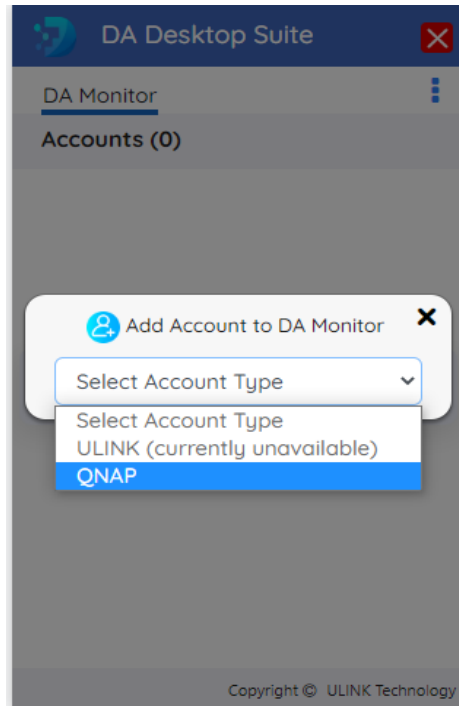 DA Desktop Suite
DA Monitor
Accounts (0)
Add Account to DA Monitor
Select Account Type
Select Account Type
ULINK (currently unavailable)
QNAP
Copyright © ULINK Technology